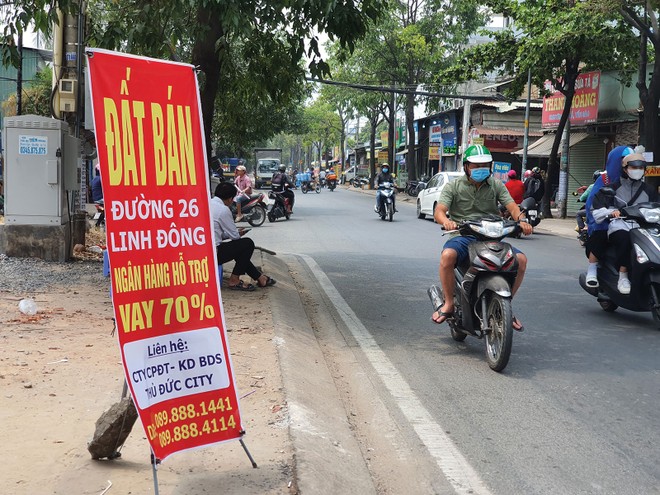 ĐẤT BÁN
ĐƯỜNG 26
LINH ĐÔNG
NGÂN HÀNG HỖ TRỢ
VAY 70%
Liên hệ:
CTYCPĐT- KD BĐS
THỦ ĐỨC CITY
089.888.1441
089.888.4114